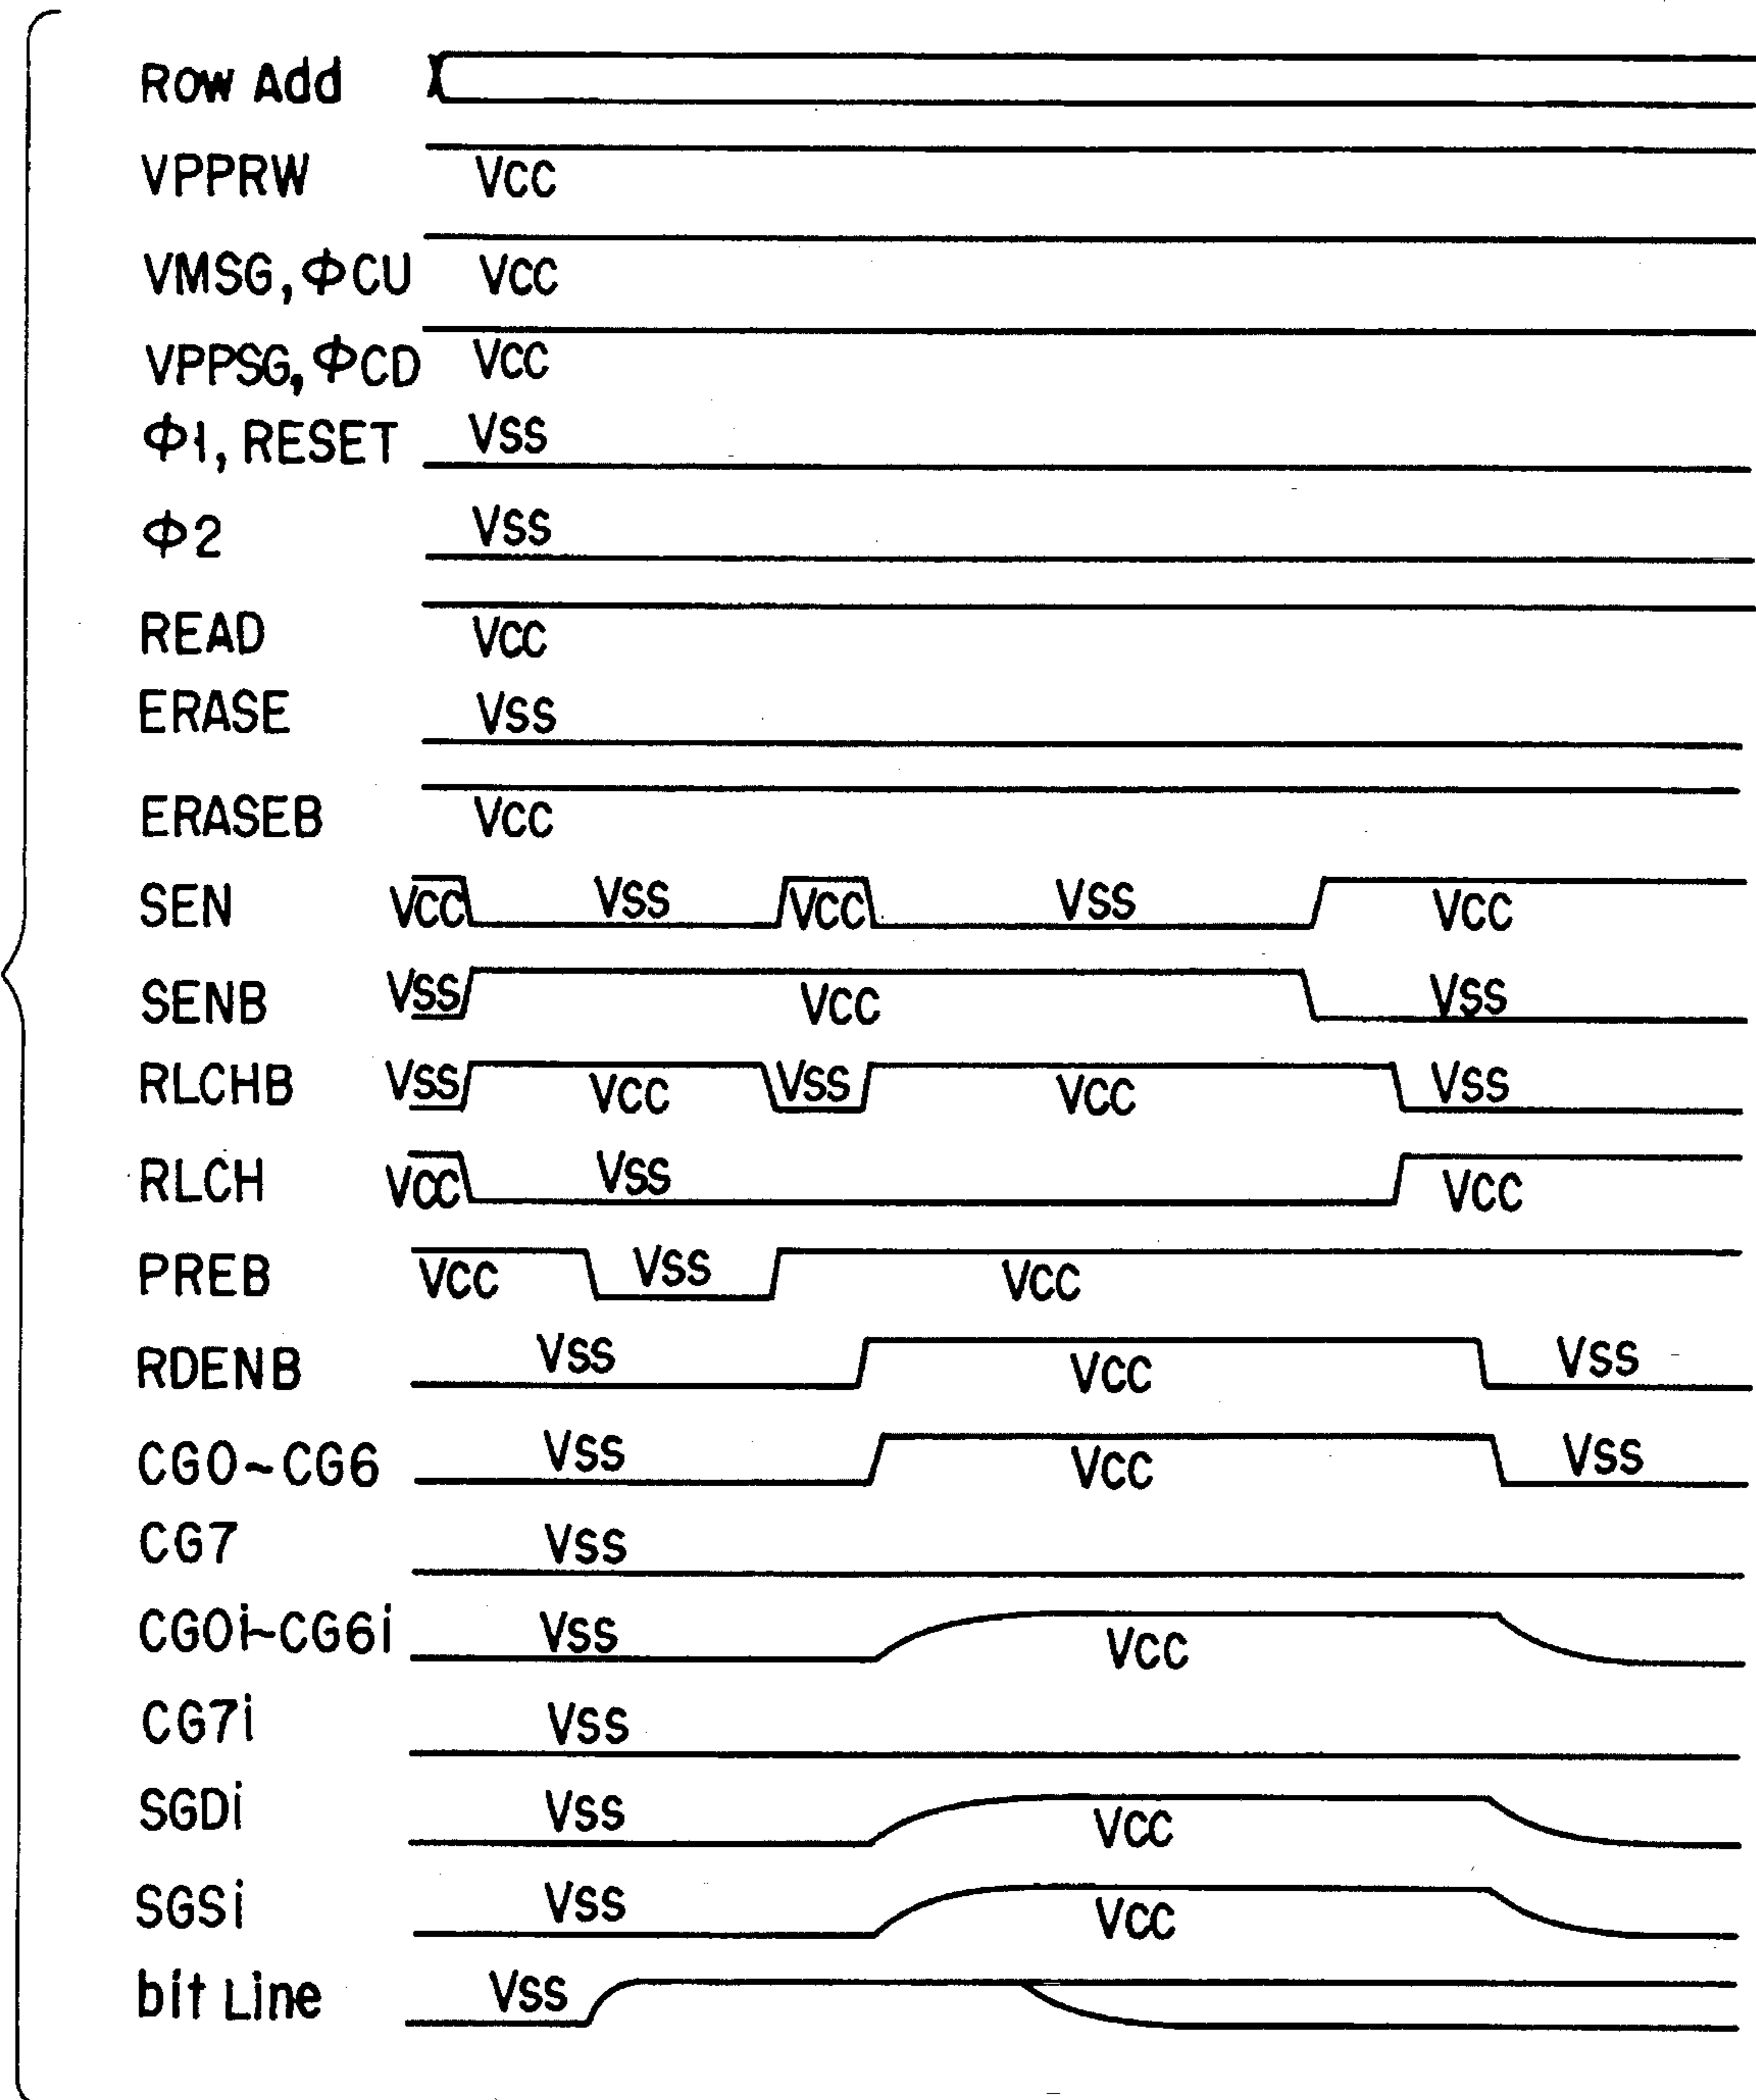 Row Add
VPPRW VCC
VMSG, ΦCU VCC
VPPSG, ΦCD VCC
Φ1, RESET VSS
Φ2 VSS
READ VCC
ERASE VSS
ERASEB VCC
SEN VCC VSS VCC VSS VCC
SENB VSS VCC VSS
RLCHB VSS VCC VSS VCC VSS
RLCH VCC VSS VCC
PREB VCC VSS VCC
RDENB VSS VCC VSS
CG0~CG6 VSS VCC VSS
CG7 VSS
CG0i~CG6i VSS VCC
CG7i VSS
SGDi VSS VCC
SGSi VSS VCC
bit Line VSS